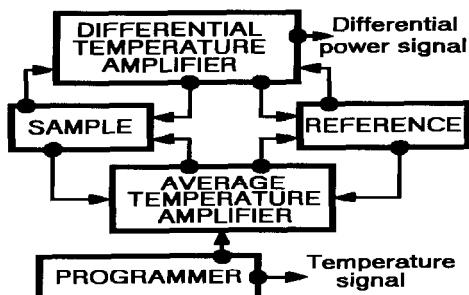 DIFFERENTIAL
TEMPERATURE
AMPLIFIER
Differential
power signal
SAMPLE
REFERENCE
AVERAGE
TEMPERATURE
AMPLIFIER
PROGRAMMER
Temperature
signal